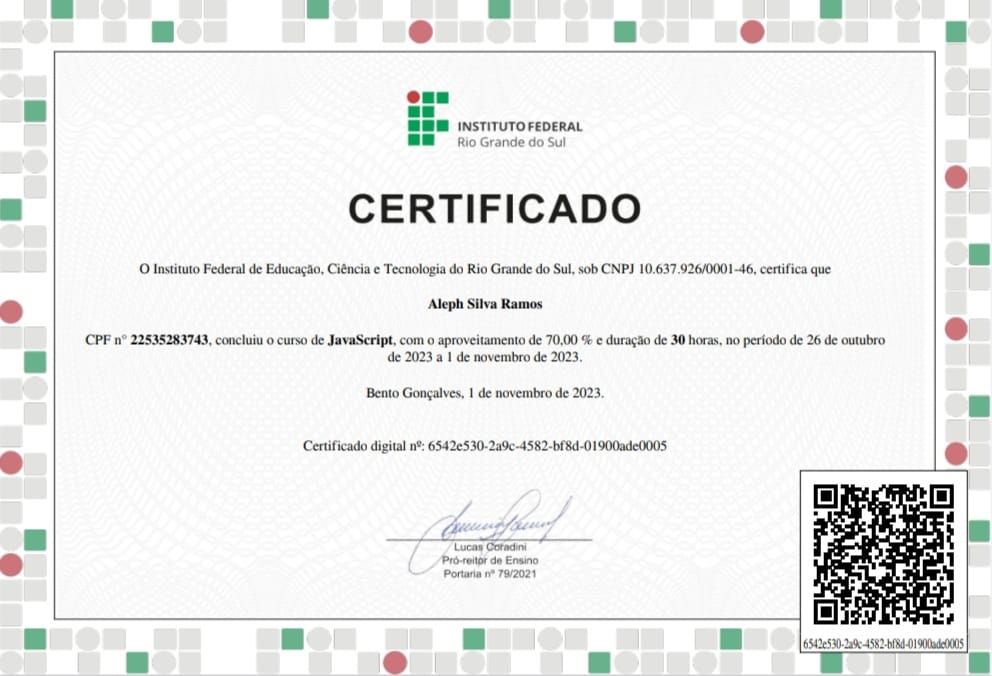 INSTITUTO FEDERAL
Rio Grande do Sul
CERTIFICADO
O Instituto Federal de Educação, Ciência e Tecnologia do Rio Grande do Sul, sob CNPJ 10.637.926/0001-46, certifica que
Aleph Silva Ramos
CPF nº 22535283743, concluiu o curso de JavaScript, com o aproveitamento de 70,00 % e duração de 30 horas, no período de 26 de outubro
de 2023 a 1 de novembro de 2023.
Bento Gonçalves, 1 de novembro de 2023.
Certificado digital nº: 6542e530-2a9c-4582-bf8d-01900ade0005
Lucas Coradini
Pró-reitor de Ensino
Portaria nº 79/2021
6542e530-2a9c-4582-bf8d-01900ade0005